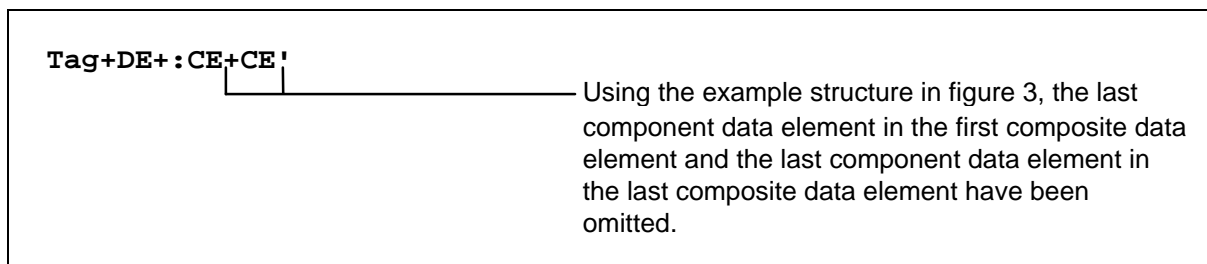 Tag+DE+:CE+CE'
Using the example structure in figure 3, the last
component data element in the first composite data
element and the last component data element in
the last composite data element have been
omitted.